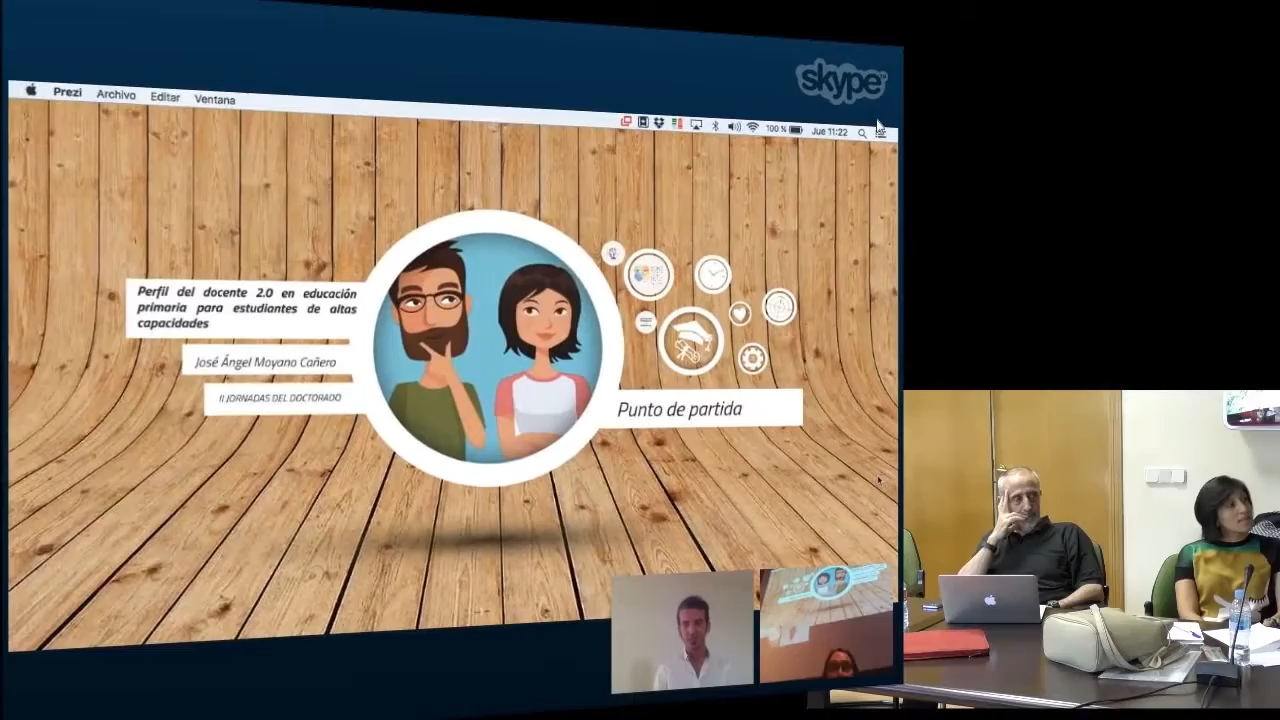 skype
Prezi Archivo Editar Ventana
100 % Jue 11:22
Perfil del docente 2.0 en educación
primaria para estudiantes de altas
capacidades
José Ángel Moyano Cañero
II JORNADAS DEL DOCTORADO
Punto de partida